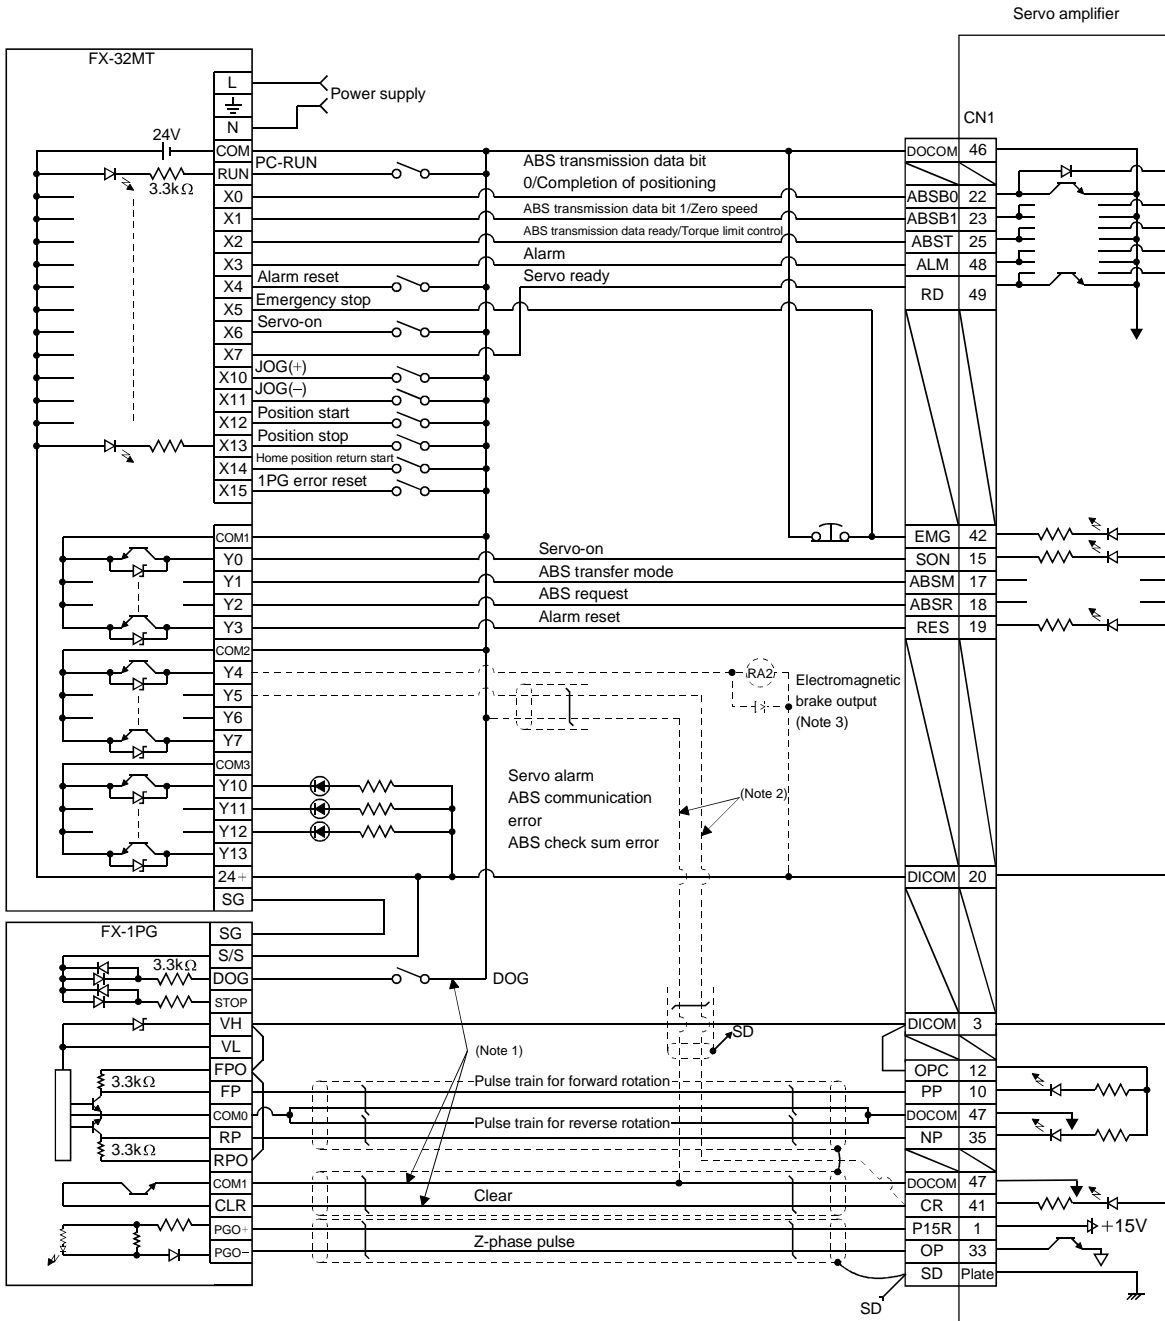 Servo amplifier
FX-32MT
L
Power supply
N
CN1
24V
COM
DOCOM 46
PC-RUN
RUN
3.3kΩ
ABS transmission data bit
0/Completion of positioning
X0
ABSB0 22
ABS transmission data bit 1/Zero speed
X1
ABSB1 23
ABS transmission data ready/Torque limit control
X2
ABST 25
Alarm
X3
ALM 48
Alarm reset
Servo ready
X4
RD 49
Emergency stop
X5
Servo-on
X6
X7
JOG(+)
X10
JOG(−)
X11
Position start
X12
Position stop
X13
Home position return start
X14
1PG error reset
X15
COM1
EMG 42
Servo-on
Y0
SON 15
ABS transfer mode
Y1
ABSM 17
ABS request
Y2
ABSR 18
Alarm reset
Y3
RES 19
COM2
Y4
RA2
Electromagnetic
brake output
(Note 3)
Y5
Y6
Y7
COM3
Y10
Y11
Y12
Y13
Servo alarm
ABS communication
error
ABS check sum error
(Note 2)
24+
DICOM 20
SG
FX-1PG
SG
S/S
3.3kΩ
DOG
DOG
STOP
VH
DICOM 3
SD
VL
(Note 1)
FPO
OPC 12
3.3kΩ
Pulse train for forward rotation
FP
PP 10
COM0
DOCOM 47
Pulse train for reverse rotation
RP
NP 35
3.3kΩ
RPO
COM1
DOCOM 47
Clear
CLR
CR 41
PGO+
P15R 1
+15V
Z-phase pulse
PGO−
OP 33
SD Plate
SD